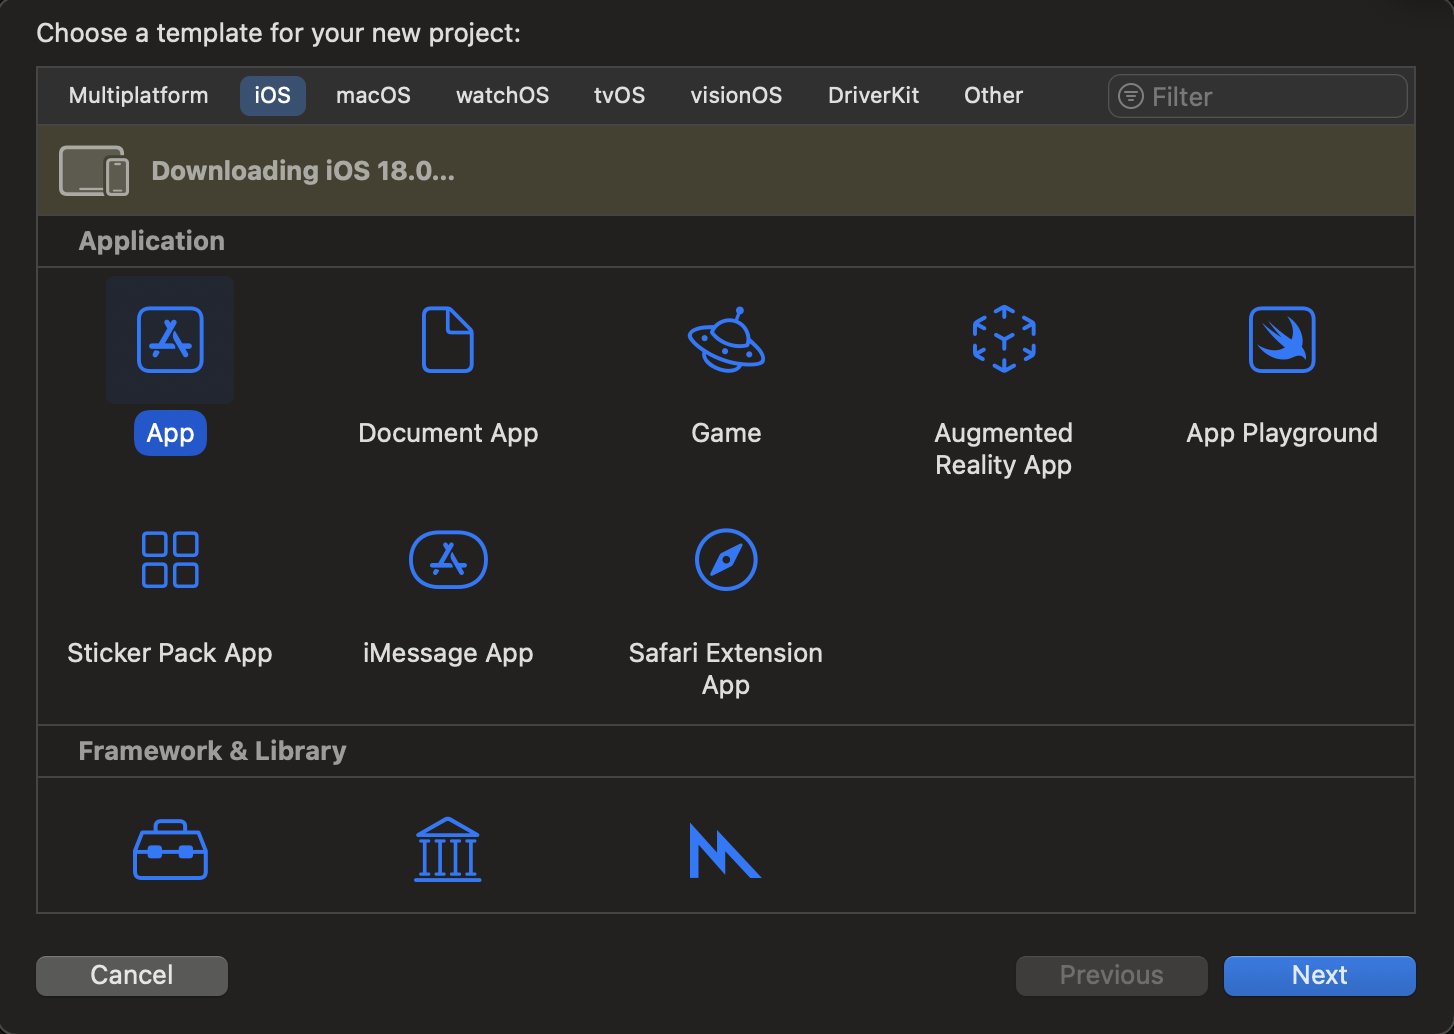 Choose a template for your new project:
Multiplatform iOS macOS watchOS tvOS visionOS DriverKit Other Filter
Downloading iOS 18.0...
Application
App Document App Game Augmented Reality App App Playground
Sticker Pack App iMessage App Safari Extension App
Framework & Library
Cancel Previous Next